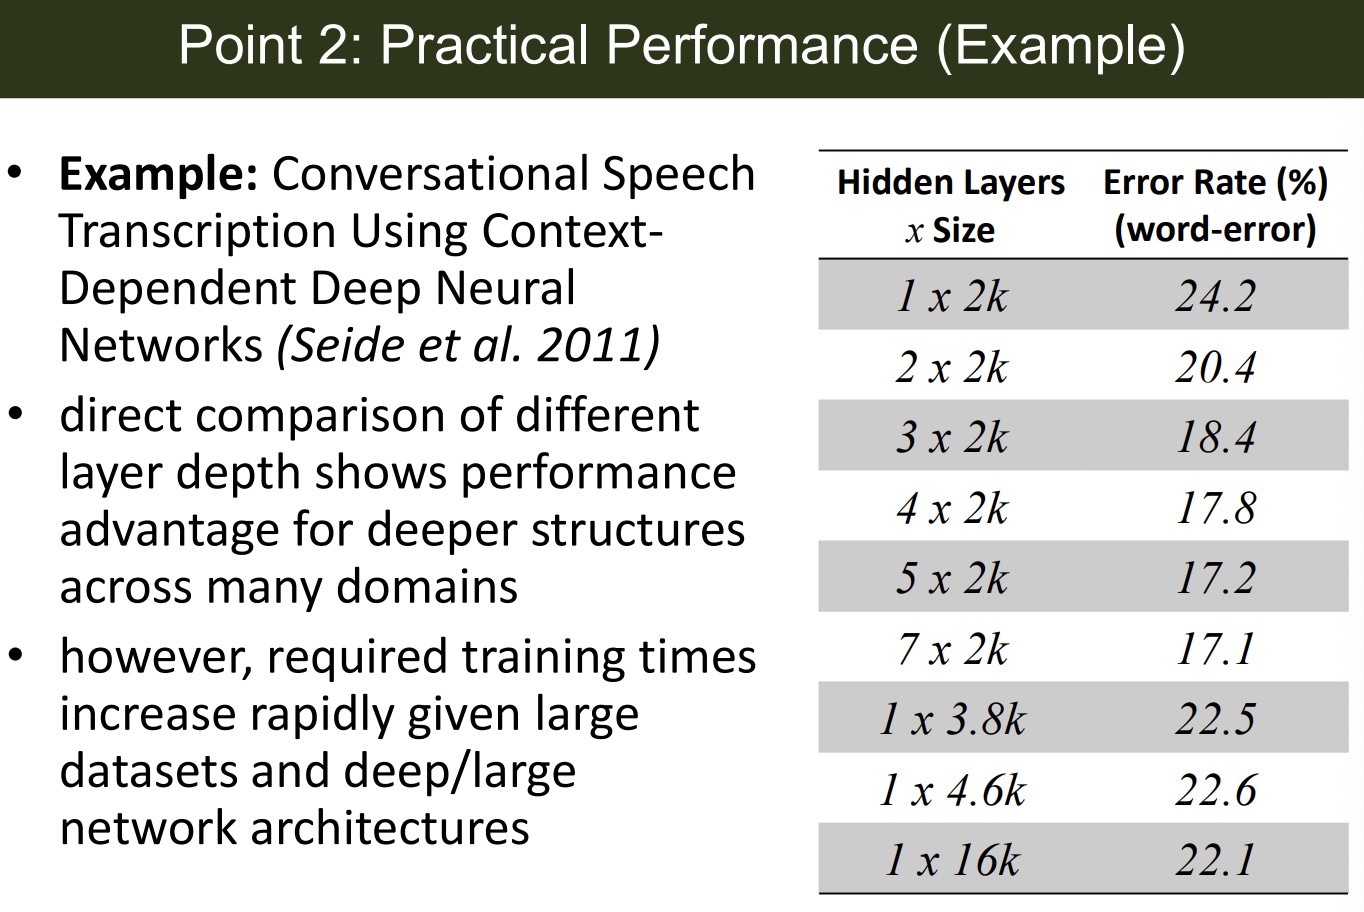 Point 2: Practical Performance (Example)
• Example: Conversational Speech
Transcription Using Context-
Dependent Deep Neural
Networks (Seide et al. 2011)
• direct comparison of different
layer depth shows performance
advantage for deeper structures
across many domains
• however, required training times
increase rapidly given large
datasets and deep/large
network architectures
Hidden Layers Error Rate (%)
x Size (word-error)
1 x 2k 24.2
2 x 2k 20.4
3 x 2k 18.4
4 x 2k 17.8
5 x 2k 17.2
7 x 2k 17.1
1 x 3.8k 22.5
1 x 4.6k 22.6
1 x 16k 22.1